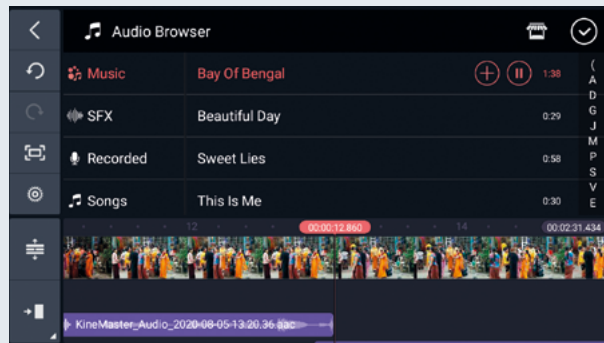 Audio Browser
Music Bay Of Bengal 1:38
SFX Beautiful Day 0:29
Recorded Sweet Lies 0:58
Songs This Is Me 0:30
(
A
D
G
J
M
P
S
V
E
12 00:00:12.860 14 00:02:31.434
KineMaster_Audio_2020-08-05-13.20.36.aac